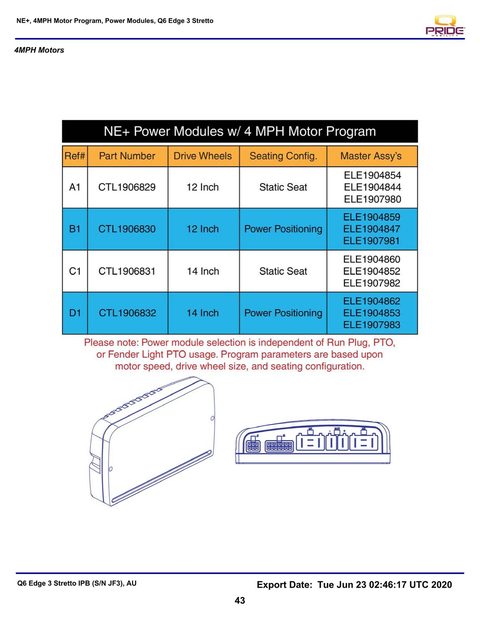 NE+, 4MPH Motor Program, Power Modules, Q6 Edge 3 Stretto
PRIDE
4MPH Motors
NE+ Power Modules w/ 4 MPH Motor Program
Ref# Part Number Drive Wheels Seating Config. Master Assy's
A1 CTL1906829 12 Inch Static Seat ELE1904854
ELE1904844
ELE1907980
B1 CTL1906830 12 Inch Power Positioning ELE1904859
ELE1904847
ELE1907981
C1 CTL1906831 14 Inch Static Seat ELE1904860
ELE1904852
ELE1907982
D1 CTL1906832 14 Inch Power Positioning ELE1904862
ELE1904853
ELE1907983
Please note: Power module selection is independent of Run Plug, PTO,
or Fender Light PTO usage. Program parameters are based upon
motor speed, drive wheel size, and seating configuration.
Q6 Edge 3 Stretto IPB (S/N JF3), AU
Export Date: Tue Jun 23 02:46:17 UTC 2020
43